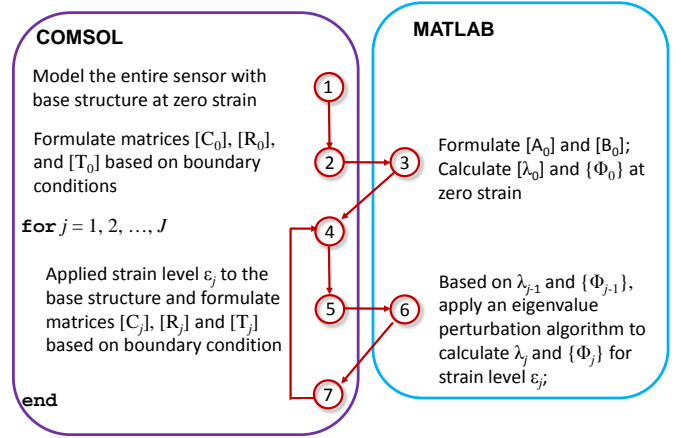 COMSOL
MATLAB
Model the entire sensor with
base structure at zero strain
1
Formulate matrices [C₀], [R₀],
and [T₀] based on boundary
conditions
2
3
Formulate [A₀] and [B₀];
Calculate [λ₀] and {Φ₀} at
zero strain
for j = 1, 2, …, J
4
Applied strain level εⱼ to the
base structure and formulate
matrices [Cⱼ], [Rⱼ] and [Tⱼ]
based on boundary condition
5
6
Based on λⱼ₋₁ and {Φⱼ₋₁},
apply an eigenvalue
perturbation algorithm to
calculate λⱼ and {Φⱼ} for
strain level εⱼ;
7
end